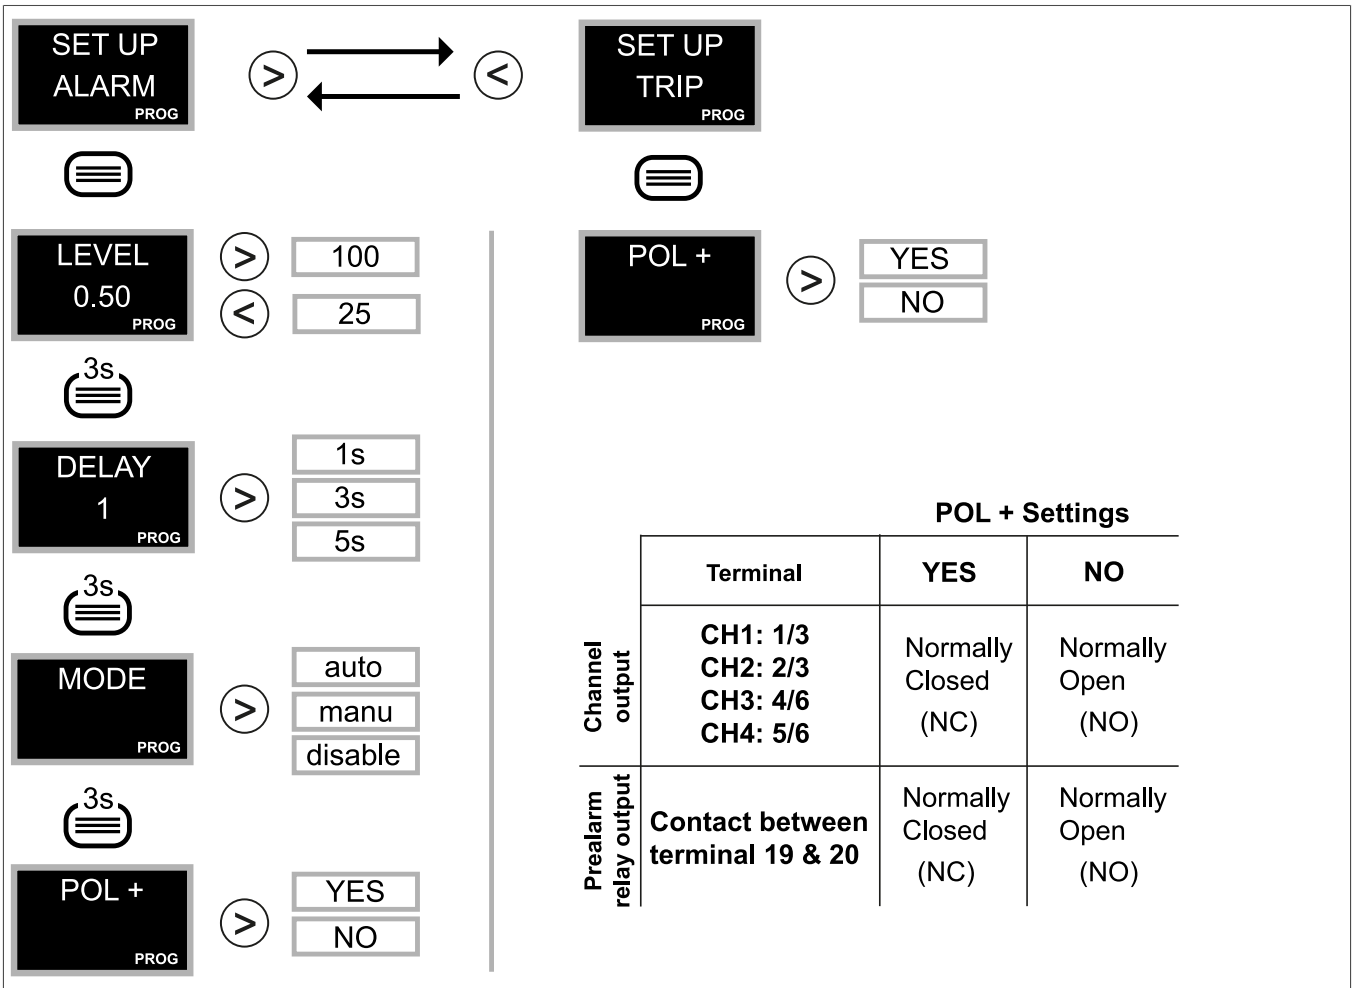 SET UP
ALARM
PROG
>
<
SET UP
TRIP
PROG
LEVEL
0.50
PROG
> 100
< 25
3s
DELAY
1
PROG
>
1s
3s
5s
3s
MODE
PROG
>
auto
manu
disable
3s
POL +
PROG
>
YES
NO
POL +
PROG
>
YES
NO
POL + Settings
Terminal YES NO
Channel
output
CH1: 1/3
CH2: 2/3
CH3: 4/6
CH4: 5/6
Normally
Closed
(NC)
Normally
Open
(NO)
Prealarm
relay output
Contact between
terminal 19 & 20
Normally
Closed
(NC)
Normally
Open
(NO)